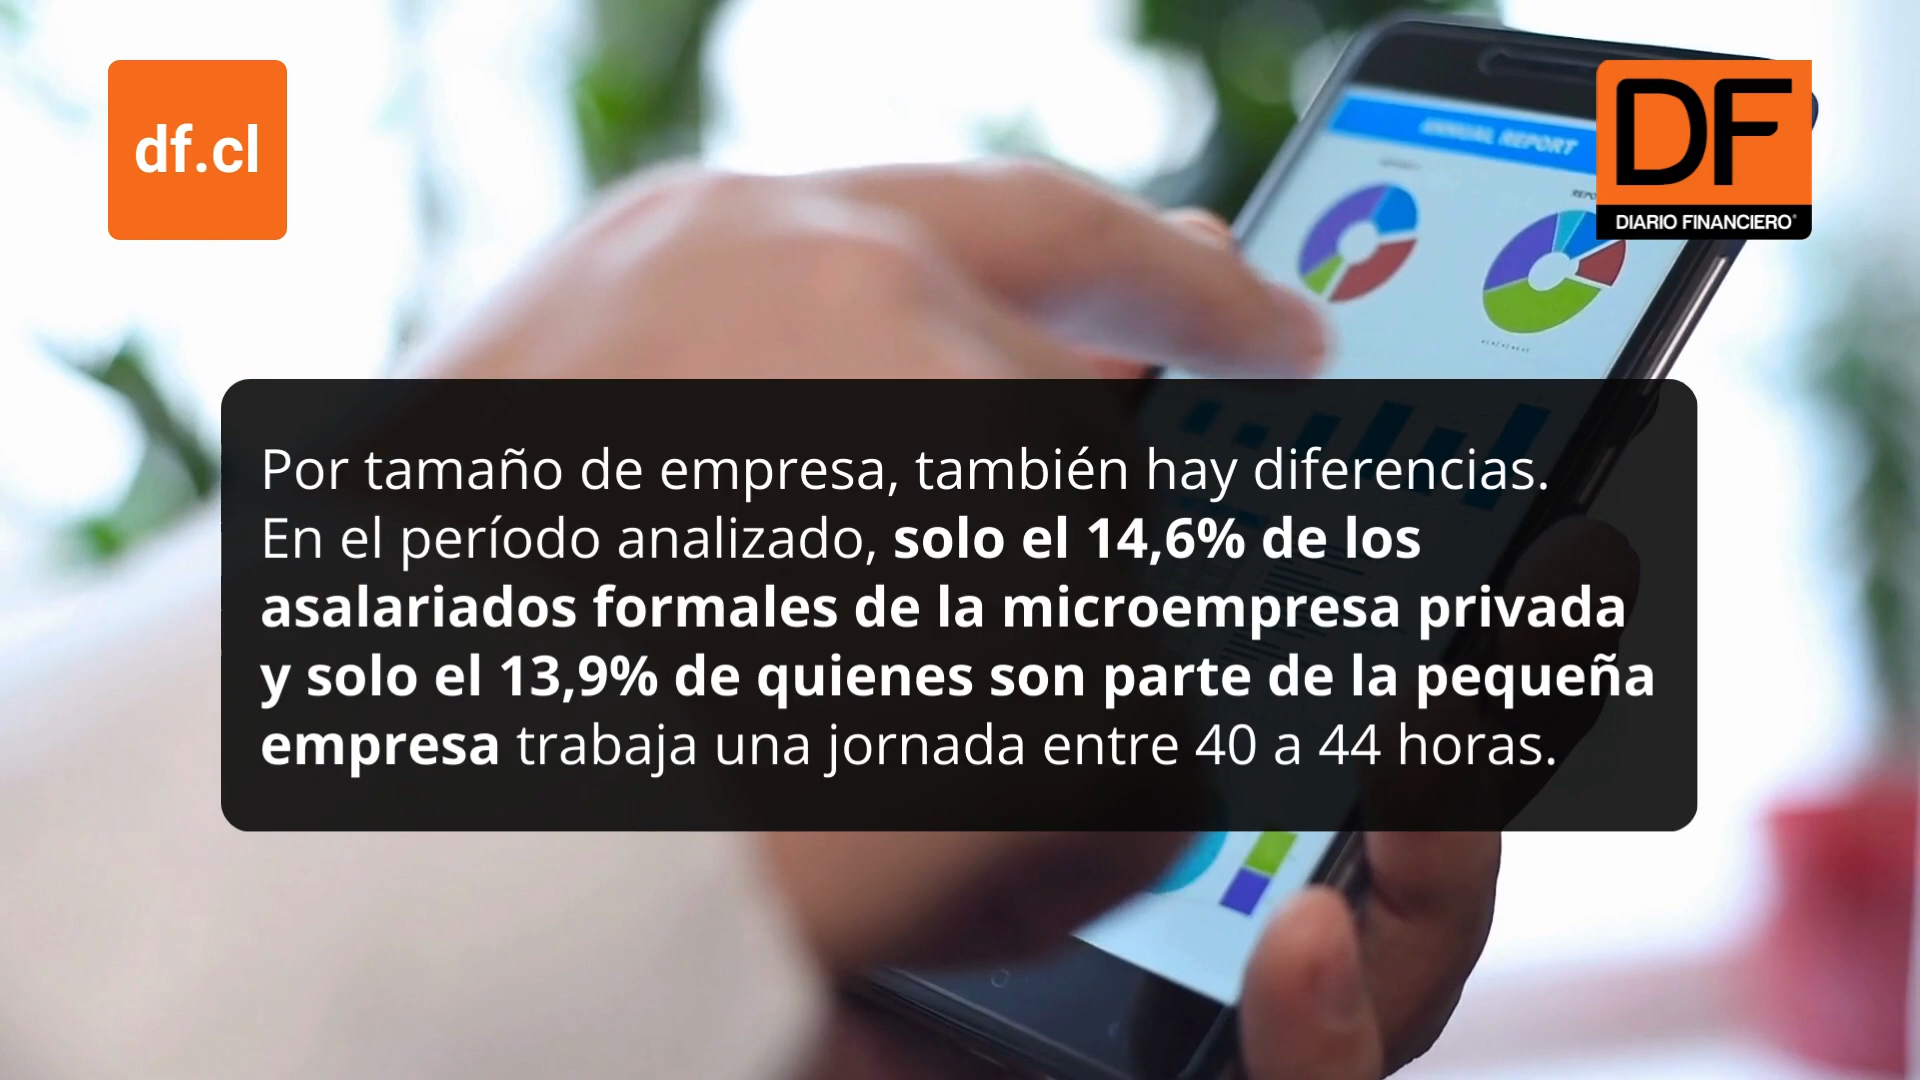 df.cl
DF
DIARIO FINANCIERO
ANNUAL REPORT
Por tamaño de empresa, también hay diferencias.
En el período analizado, solo el 14,6% de los
asalariados formales de la microempresa privada
y solo el 13,9% de quienes son parte de la pequeña
empresa trabaja una jornada entre 40 a 44 horas.